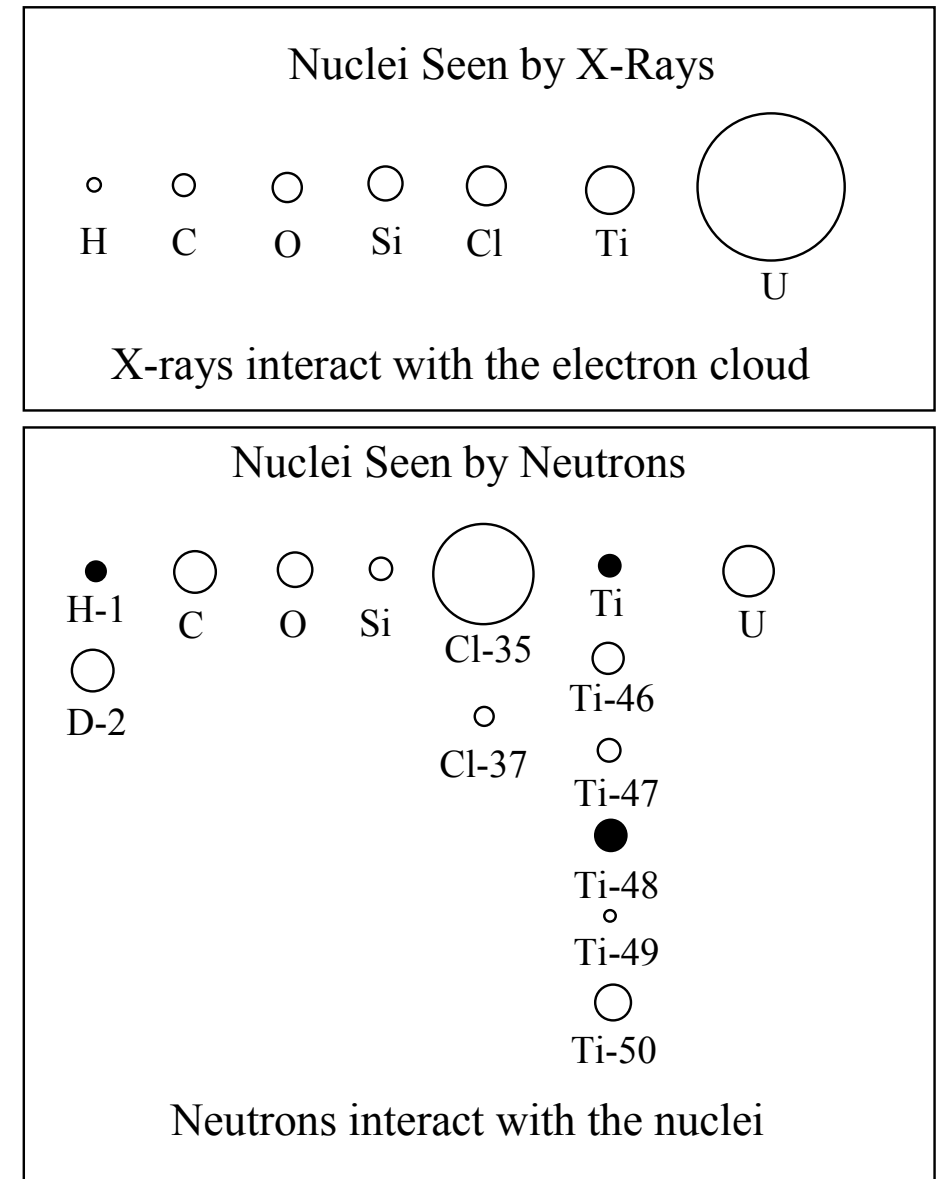 Nuclei Seen by X-Rays
H C O Si Cl Ti
U
X-rays interact with the electron cloud
Nuclei Seen by Neutrons
H-1 C O Si Cl-35 Ti U
D-2 Cl-37 Ti-46
Ti-47
Ti-48
Ti-49
Ti-50
Neutrons interact with the nuclei